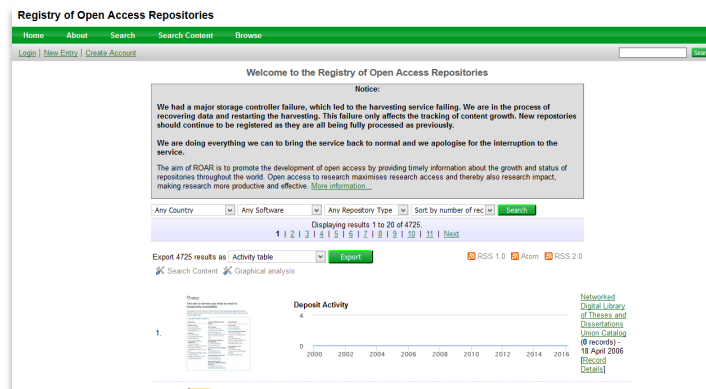 Registry of Open Access Repositories
Home About Search Search Content Browse
Login | New Entry | Create Account
Welcome to the Registry of Open Access Repositories
Notice:
We had a major storage controller failure, which led to the harvesting service failing. We are in the process of
recovering data and restarting the harvesting. This failure only affects the tracking of content growth. New repostories
should continue to be registered as they are all being fully processed as previously.
We are doing everything we can to bring the service back to normal and we apologise for the interruption to the
service.
The aim of ROAR is to promote the development of open access by providing timely information about the growth and status of
repositories throughout the world. Open access to research maximises research access and thereby also research impact,
making research more productive and effective. More information...
Any Country Any Software Any Repository Type Sort by number of rec Search
Displaying results 1 to 20 of 4725.
1 | 2 | 3 | 4 | 5 | 6 | 7 | 8 | 9 | 10 | 11 | Next
Export 4725 results as Activity table Export RSS 1.0 Atom RSS 2.0
Search Content Graphical analysis
1.
Deposit Activity
4
0
2000 2002 2004 2006 2008 2010 2012 2014 2016
Networked
Digital Library
of Theses and
Dissertations
Union Catalog
(0 records) -
18 April 2006
[Record
Details]